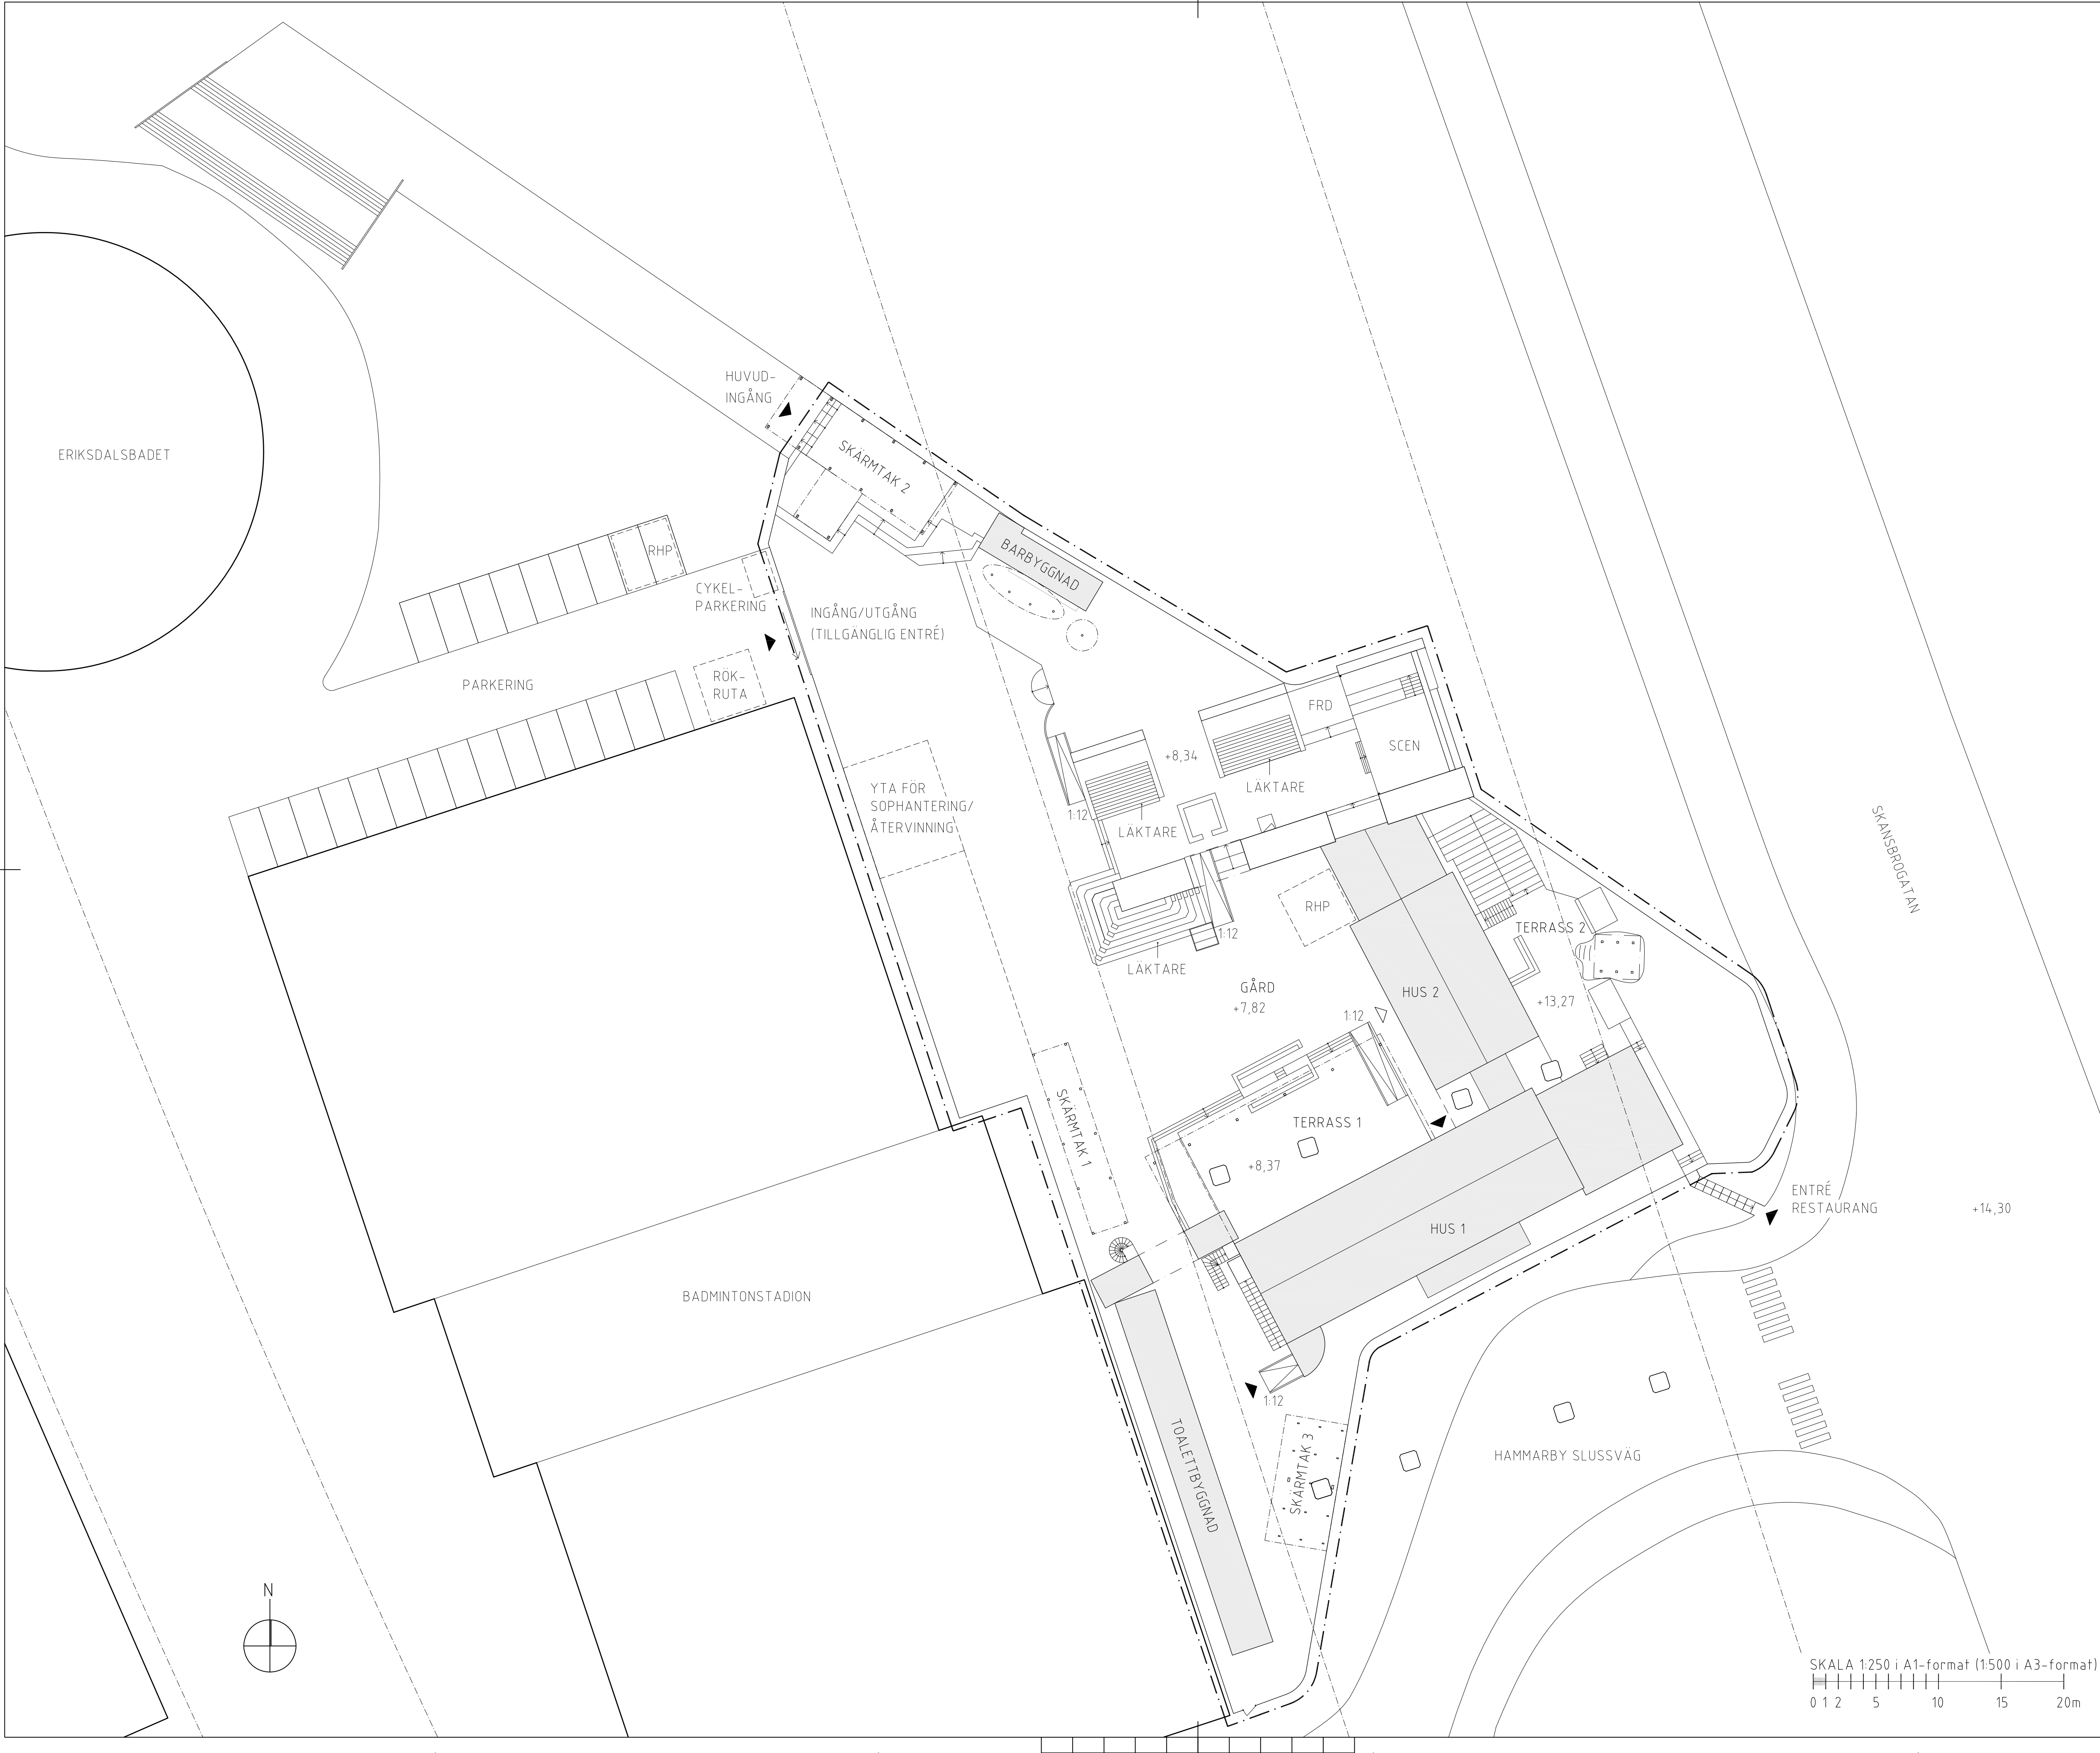 HUVUD-
INGÅNG
SKÄRMTAK 2
ERIKSDALSBADET
BARBYGGNAD
RHP
CYKEL-
PARKERING
INGÅNG/UTGÅNG
(TILLGÄNGLIG ENTRÉ)
RÖK-
RUTA
PARKERING
FRD
SCEN
+8,34
LÄKTARE
YTA FÖR
SOPHANTERING/
ÅTERVINNING
1:12
LÄKTARE
SKANSBROGATAN
RHP
TERRASS 2
1:12
LÄKTARE
GÅRD
+7,82
HUS 2
+13,27
1:12
SKÄRMTAK 1
TERRASS 1
+8,37
ENTRÉ
RESTAURANG
+14,30
HUS 1
BADMINTONSTADION
1:12
TOALETTBYGGNAD
SKÄRMTAK 3
HAMMARBY SLUSSVÄG
N
SKALA 1:250 i A1-format (1:500 i A3-format)
0 1 2 5 10 15 20m